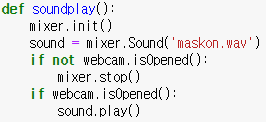 def soundplay():
    mixer.init()
    sound = mixer.Sound('maskon.wav')
    if not webcam.isOpened():
        mixer.stop()
    if webcam.isOpened():
        sound.play()